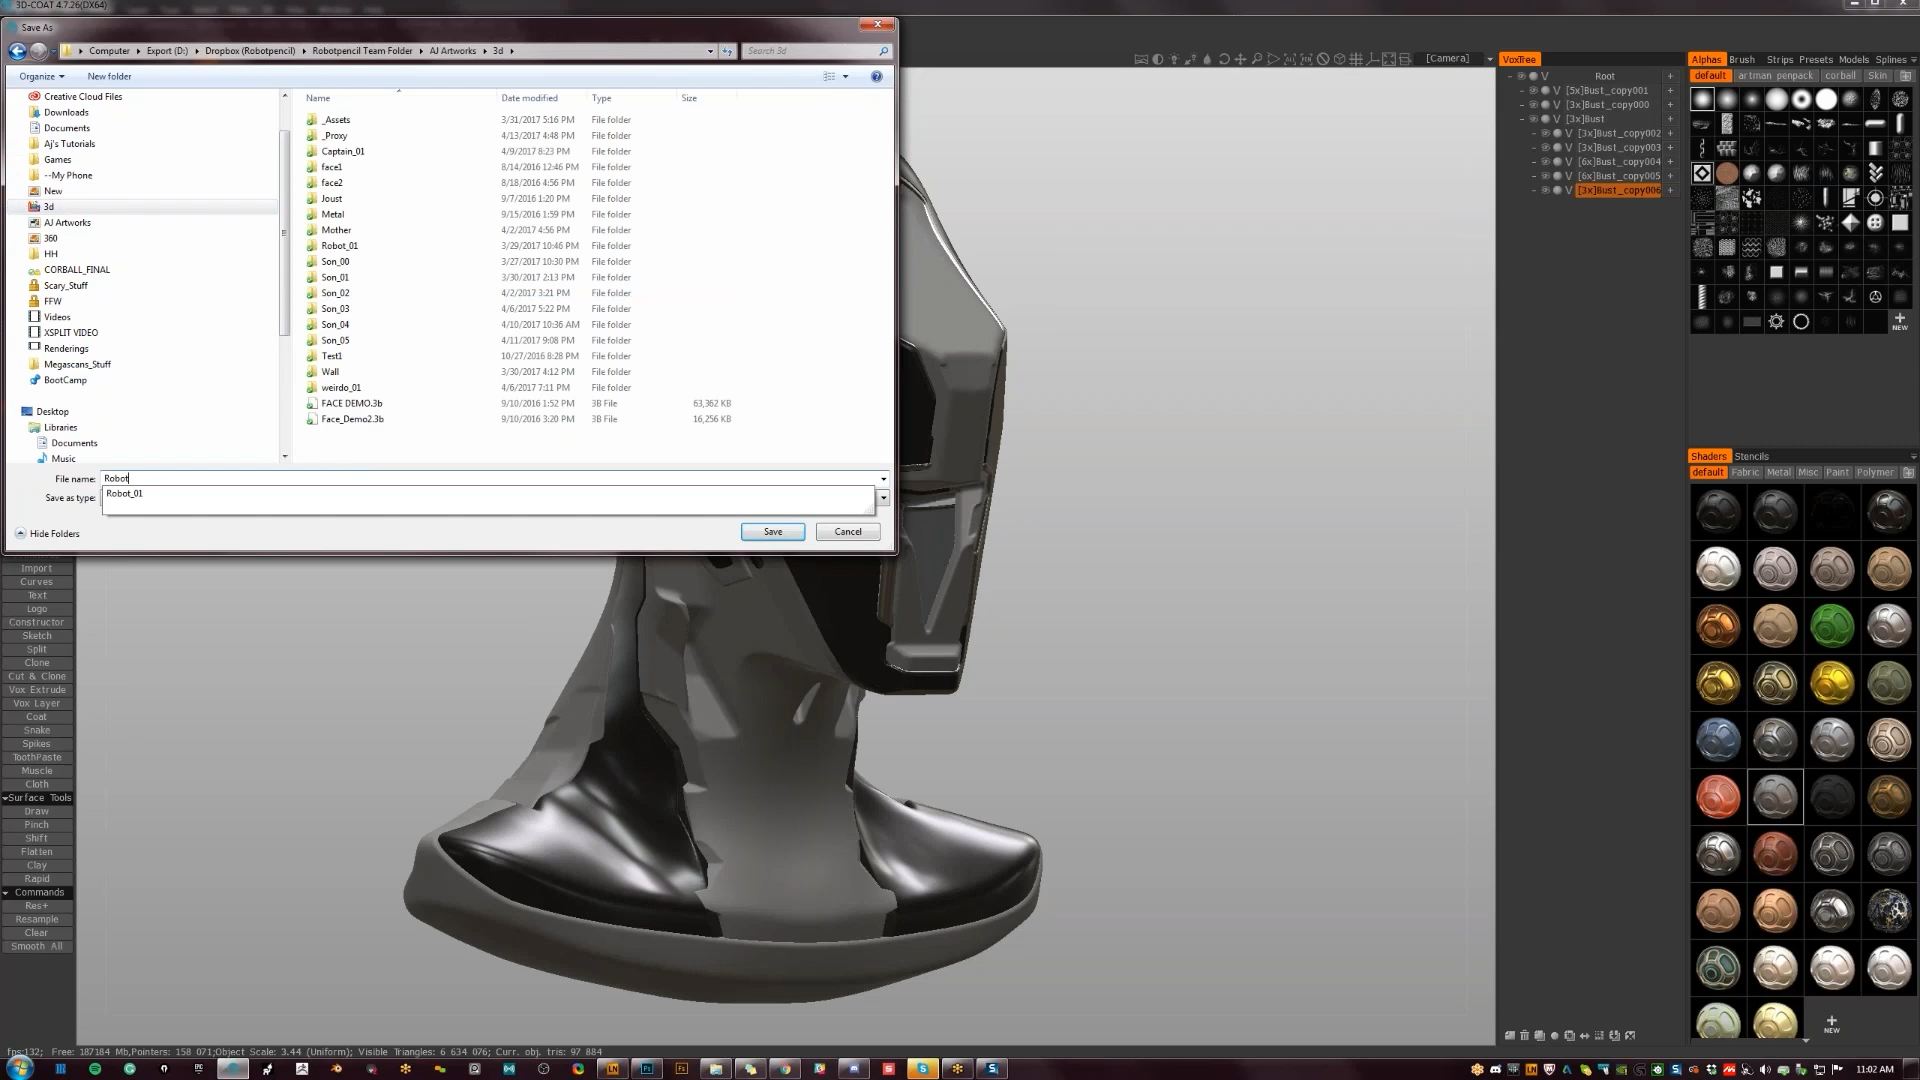 3D-COAT 4.7.26(DX64)
Save As
Computer Export (D:) Dropbox (Robotpencil) Robotpencil Team Folder AJ Artworks 3d
Search 3d
Organize New folder
Name Date modified Type Size
Creative Cloud Files
Downloads
Documents
Aj's Tutorials
Games
--My Phone
New
3d
AJ Artworks
360
HH
CORBALL_FINAL
Scary_Stuff
FFW
Videos
XSPLIT VIDEO
Renderings
Megascans_Stuff
BootCamp
Desktop
Libraries
Documents
Music
_Assets 3/31/2017 5:16 PM File folder
_Proxy 4/13/2017 4:48 PM File folder
Captain_01 4/9/2017 8:23 PM File folder
face1 8/14/2016 12:46 PM File folder
face2 8/18/2016 4:56 PM File folder
Joust 9/7/2016 1:20 PM File folder
Metal 9/15/2016 1:59 PM File folder
Mother 4/2/2017 4:56 PM File folder
Robot_01 3/29/2017 10:46 PM File folder
Son_00 3/27/2017 10:30 PM File folder
Son_01 3/30/2017 2:13 PM File folder
Son_02 4/2/2017 3:21 PM File folder
Son_03 4/6/2017 5:22 PM File folder
Son_04 4/10/2017 10:36 AM File folder
Son_05 4/11/2017 9:08 PM File folder
Test1 10/27/2016 8:28 PM File folder
Wall 3/30/2017 4:12 PM File folder
weirdo_01 4/6/2017 7:11 PM File folder
FACE DEMO.3b 9/10/2016 1:52 PM 3B File 63,362 KB
Face_Demo2.3b 9/10/2016 3:20 PM 3B File 16,256 KB
File name: Robot
Robot_01
Save as type:
Hide Folders
Save Cancel
Import
Curves
Text
Logo
Constructor
Sketch
Split
Clone
Cut & Clone
Vox Extrude
Vox Layer
Coat
Snake
Spikes
ToothPaste
Muscle
Cloth
Surface Tools
Draw
Pinch
Shift
Flatten
Clay
Rapid
Commands
Res+
Resample
Clear
Smooth All
[Camera]
VoxTree
V Root +
V [5x]Bust_copy001 +
V [3x]Bust_copy000 +
V [3x]Bust +
V [3x]Bust_copy002 +
V [3x]Bust_copy003 +
V [6x]Bust_copy004 +
V [6x]Bust_copy005 +
V [3x]Bust_copy006 +
Alphas Brush Strips Presets Models Splines
default artman penpack corball Skin
NEW
Shaders Stencils
default Fabric Metal Misc Paint Polymer
NEW
fps:132; Free: 187184 Mb,Pointers: 158 071;Object Scale: 3.44 (Uniform); Visible Triangles: 6 634 076; Curr. obj. tris: 97 884
11:02 AM